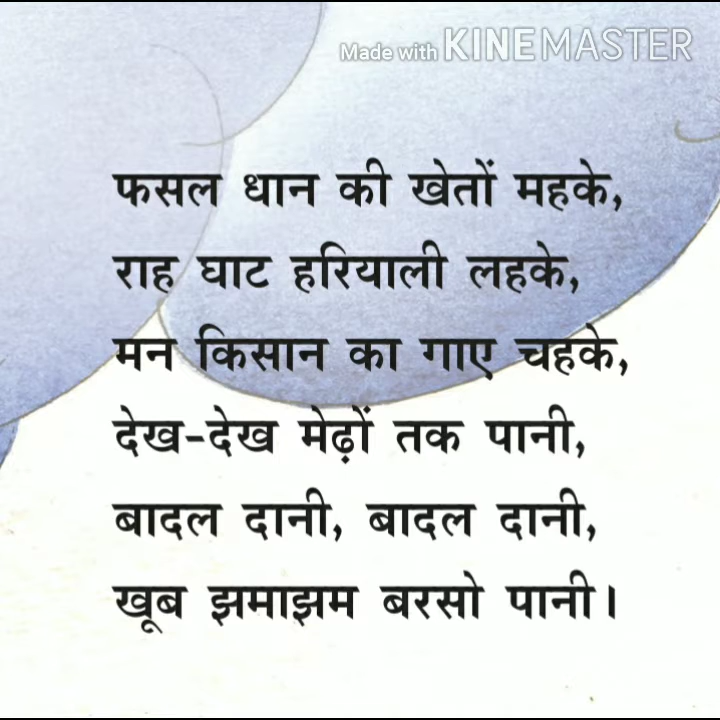 Made with KINEMASTER
फसल धान की खेतों महके,
राह घाट हरियाली लहके,
मन किसान का गाए चहके,
देख-देख मेढ़ों तक पानी,
बादल दानी, बादल दानी,
खूब झमाझम बरसो पानी।